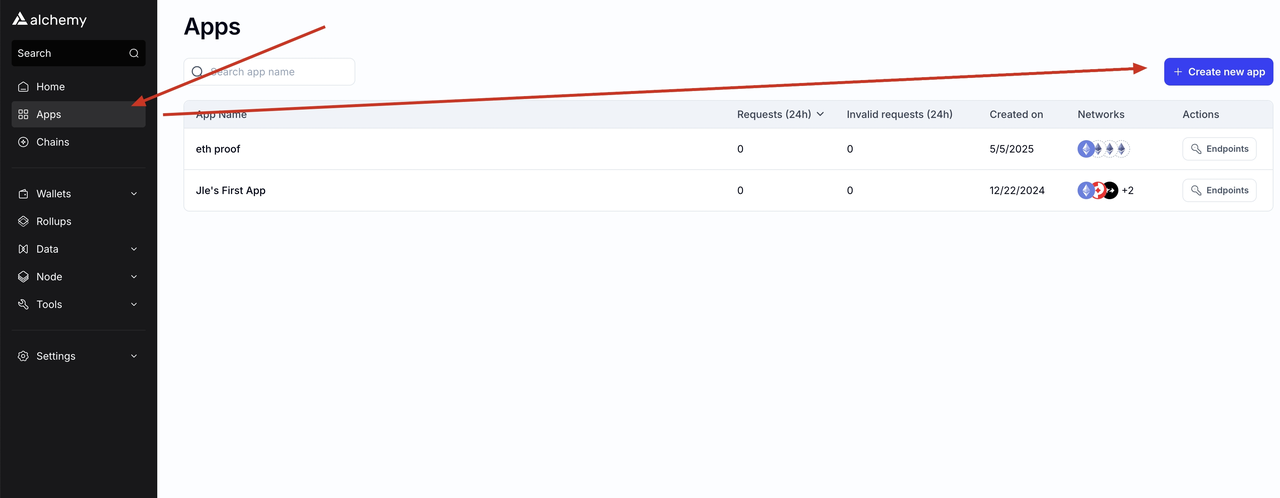 alchemy
Search
Home
Apps
Chains
Wallets
Rollups
Data
Node
Tools
Settings
Apps
Search app name
Create new app
App Name Requests (24h) Invalid requests (24h) Created on Networks Actions
eth proof 0 0 5/5/2025 Endpoints
Jle's First App 0 0 12/22/2024 +2 Endpoints